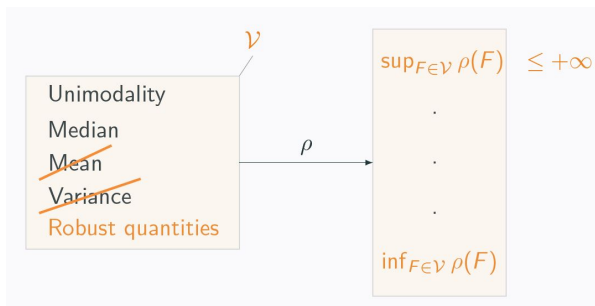 𝒱
Unimodality
Median
Mean
Variance
Robust quantities
ρ
sup_{F∈𝒱} ρ(F) ≤ +∞
.
.
.
inf_{F∈𝒱} ρ(F)